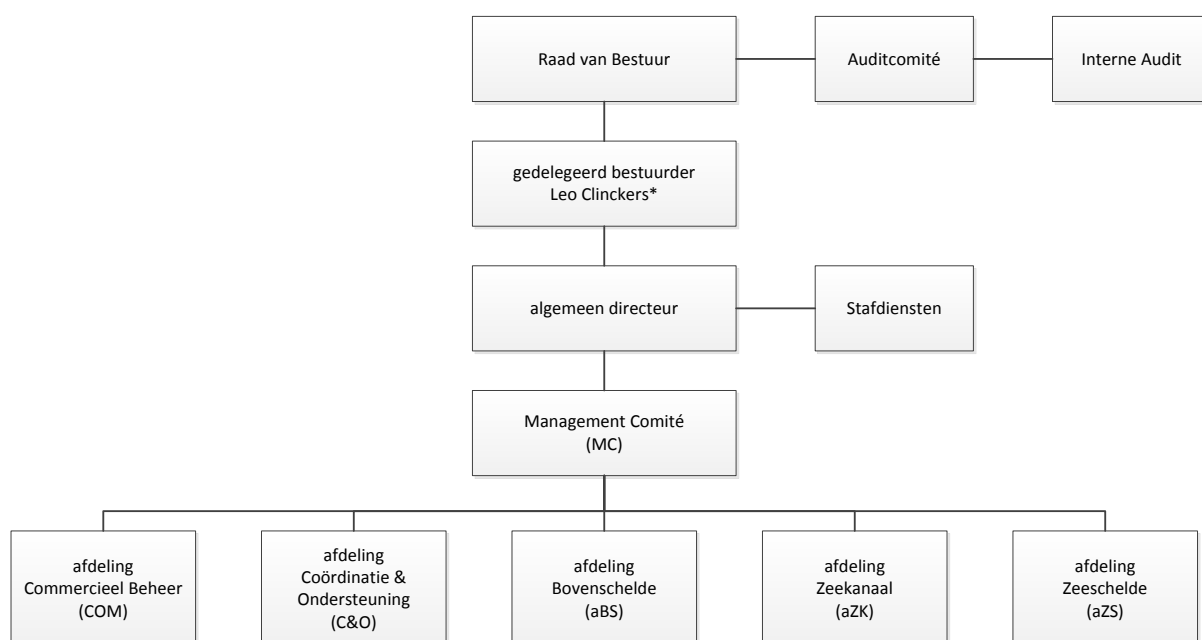 Raad van Bestuur
Auditcomité
Interne Audit
gedelegeerd bestuurder
Leo Clinckers*
algemeen directeur
Stafdiensten
Management Comité
(MC)
afdeling
Commercieel Beheer
(COM)
afdeling
Coördinatie &
Ondersteuning
(C&O)
afdeling
Bovenschelde
(aBS)
afdeling
Zeekanaal
(aZK)
afdeling
Zeeschelde
(aZS)